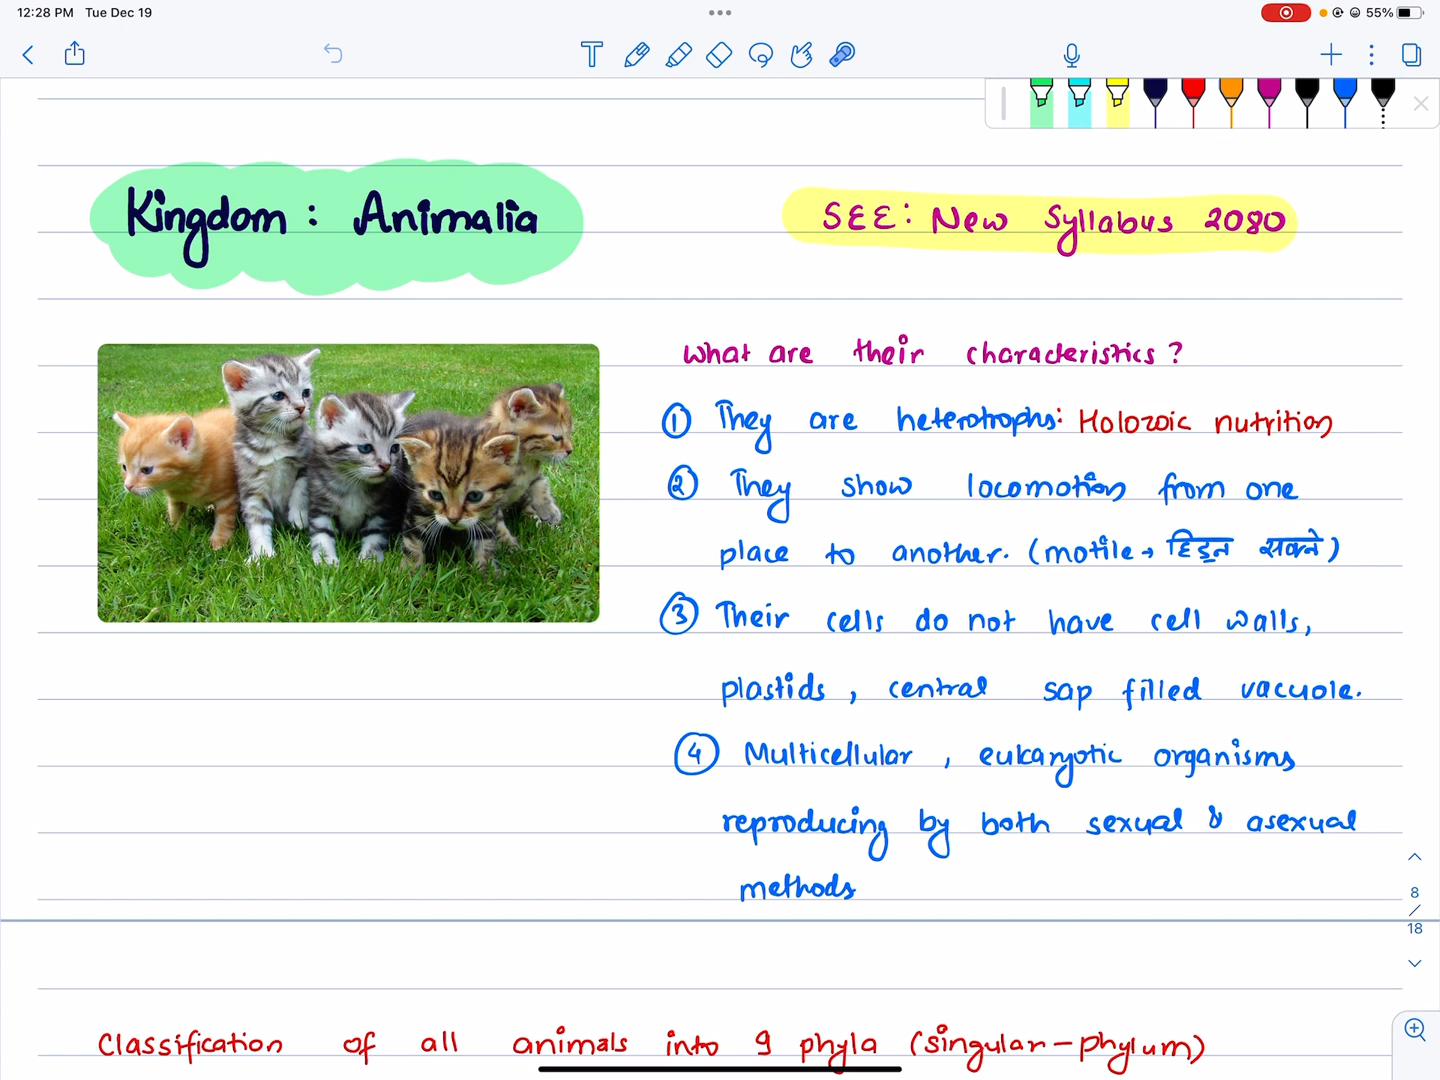 12:28 PM Tue Dec 19
55%
Kingdom : Animalia
SEE: New Syllabus 2080
What are their characteristics ?
① They are heterotrophs: Holozoic nutrition
② They show locomotion from one
place to another. (motile → हिड्न सक्ने)
③ Their cells do not have cell walls,
plastids, central sap filled vacuole.
④ Multicellular, eukaryotic organisms
reproducing by both sexual & asexual
methods
8
/
18
Classification of all animals into 9 phyla (singular - phylum)